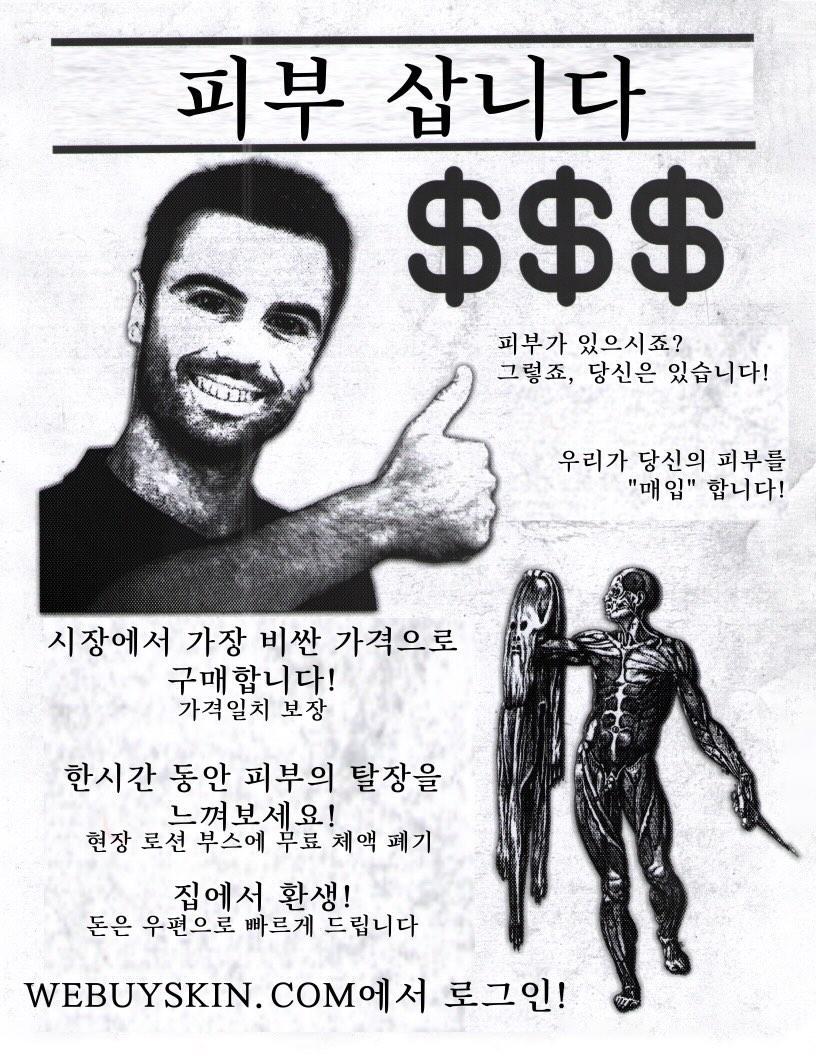 피부 삽니다
$$$
피부가 있으시죠?
그렇죠, 당신은 있습니다!
우리가 당신의 피부를
"매입" 합니다!
시장에서 가장 비싼 가격으로
구매합니다!
가격일치 보장
한시간 동안 피부의 탈장을
느껴보세요!
현장 로션 부스에 무료 체액 폐기
집에서 환생!
돈은 우편으로 빠르게 드립니다
WEBUYSKIN.COM에서 로그인!